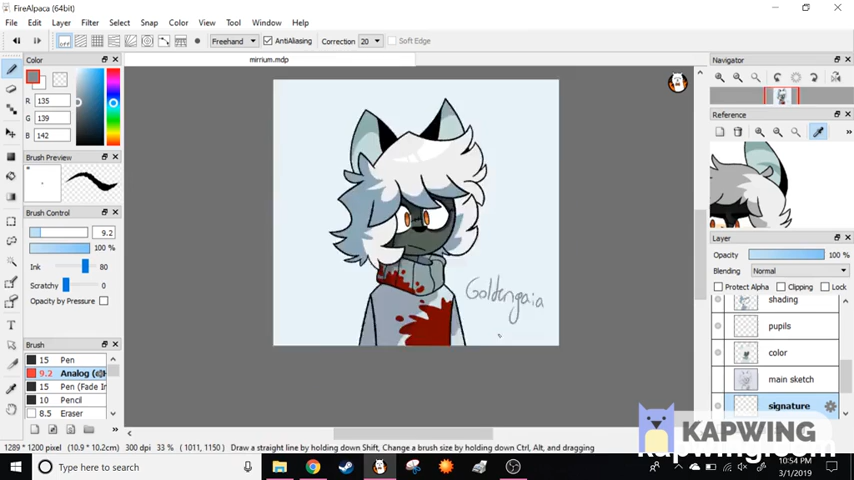 FireAlpaca (64bit)
File Edit Layer Filter Select Snap Color View Tool Window Help
Freehand AntiAliasing Correction 20 Soft Edge
mirrium.mdp
Color
R 135
G 139
B 142
Brush Preview
Brush Control
9.2
100 %
Ink 80
Scratchy 0
Opacity by Pressure
Brush
15 Pen
9.2 Analog
15 Pen (Fade In
10 Pencil
8.5 Eraser
Goldengaia
Navigator
Reference
Layer
Opacity 100 %
Blending Normal
Protect Alpha Clipping Lock
shading
pupils
color
main sketch
signature
KAPWING
kapwing.com
1289 * 1200 pixel (10.9 * 10.2cm) 300 dpi 33 % ( 1011, 1150 ) Draw a straight line by holding down Shift, Change a brush size by holding down Ctrl, Alt, and dragging
Type here to search
10:54 PM
3/1/2019